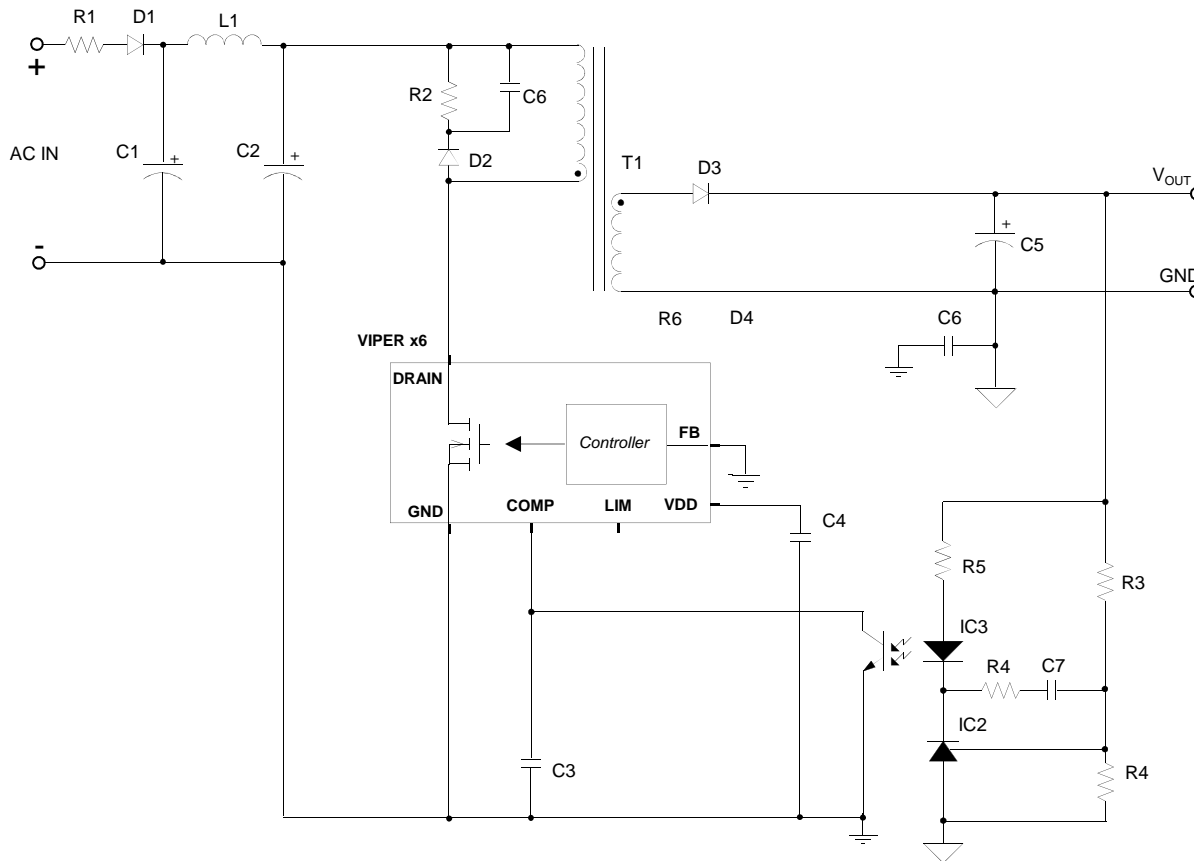 R1
D1
L1
+
R2
C6
AC IN
C1
+
C2
+
D2
T1
D3
VOUT
-
+
C5
GND
R6
D4
C6
VIPER x6
DRAIN
Controller
FB
GND
COMP
LIM
VDD
C4
R5
R3
IC3
R4
C7
IC2
C3
R4